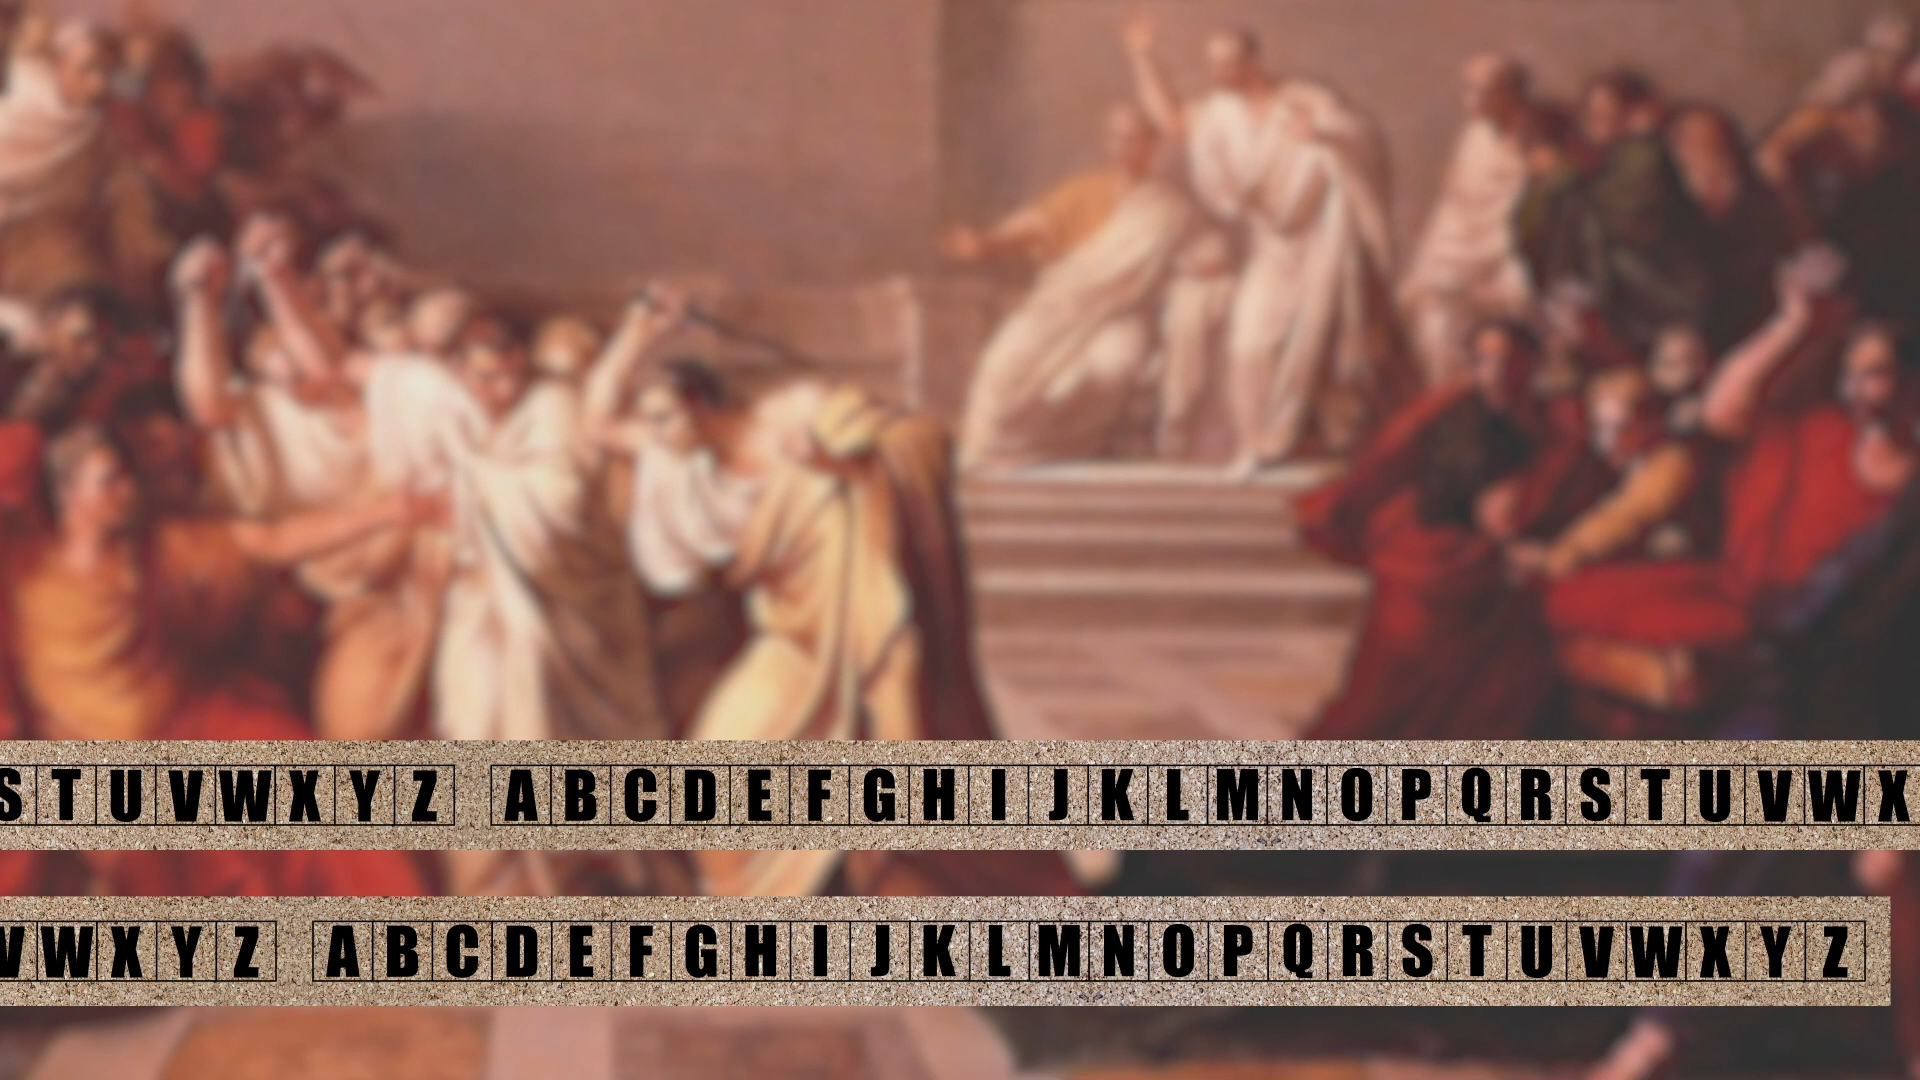 S T U V W X Y Z A B C D E F G H I J K L M N O P Q R S T U V W X
V W X Y Z A B C D E F G H I J K L M N O P Q R S T U V W X Y Z